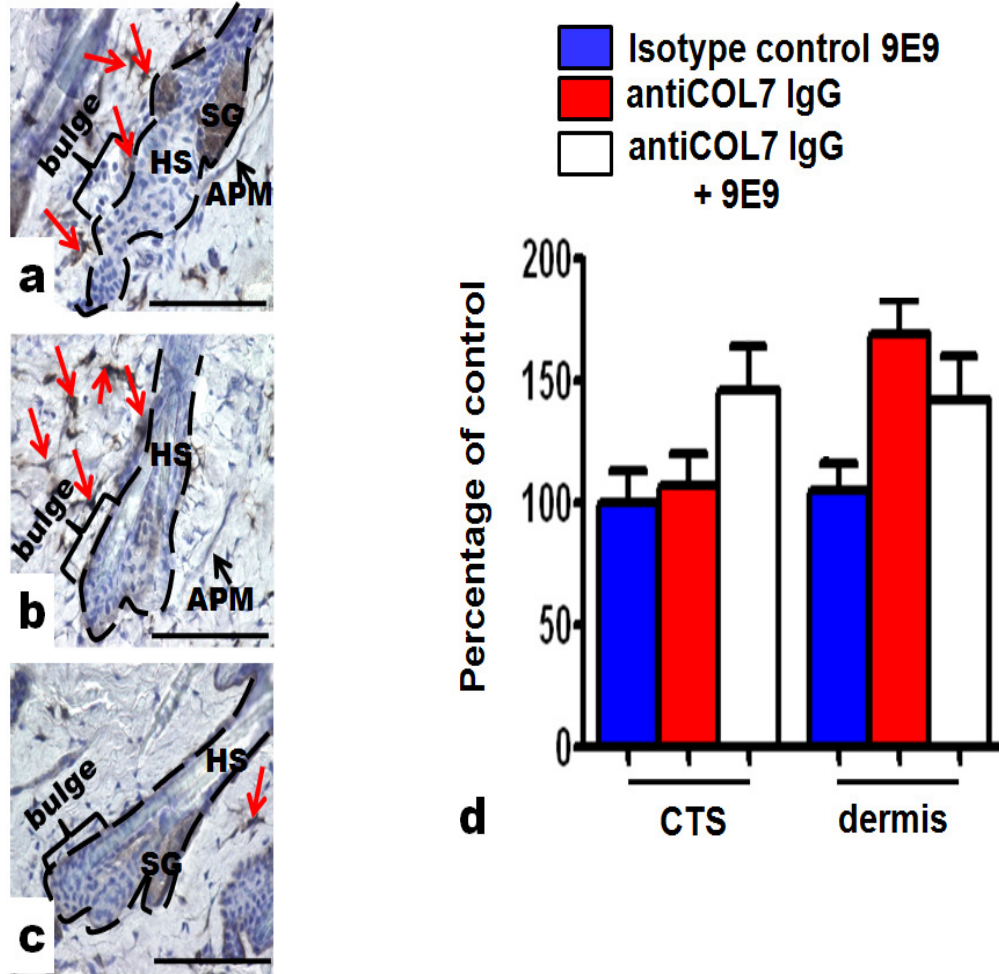 bulge
SG
HS
APM
a
bulge
HS
APM
b
bulge
HS
SG
c
Isotype control 9E9
antiCOL7 IgG
antiCOL7 IgG
+ 9E9
Percentage of control
200
150
100
50
0
CTS
dermis
d